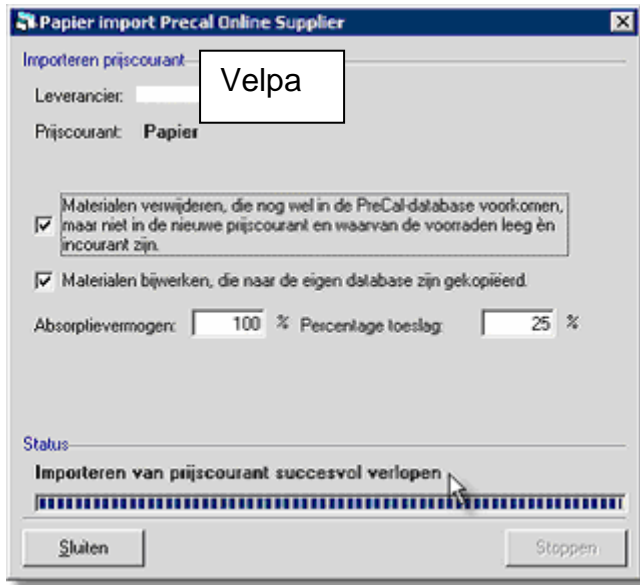 Papier import Precal Online Supplier
Importeren prijscourant
Velpa
Leverancier:
Prijscourant: Papier
Materialen verwijderen, die nog wel in de PreCal-database voorkomen,
maar niet in de nieuwe prijscourant en waarvan de voorraden leeg èn
incourant zijn.
Materialen bijwerken, die naar de eigen database zijn gekopiëerd.
Absorptievermogen: 100 % Percentage toeslag: 25 %
Status
Importeren van prijscourant succesvol verlopen
Sluiten Stoppen